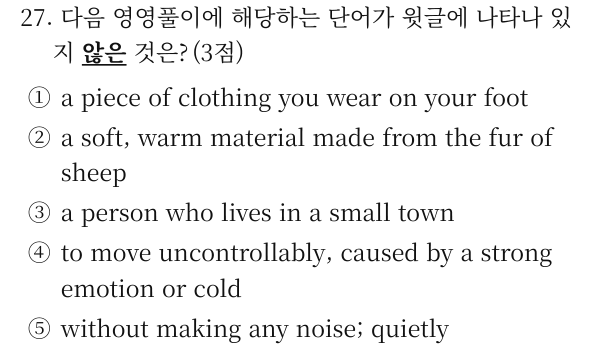 27. 다음 영영풀이에 해당하는 단어가 윗글에 나타나 있
지 않은 것은? (3점)
① a piece of clothing you wear on your foot
② a soft, warm material made from the fur of
sheep
③ a person who lives in a small town
④ to move uncontrollably, caused by a strong
emotion or cold
⑤ without making any noise; quietly